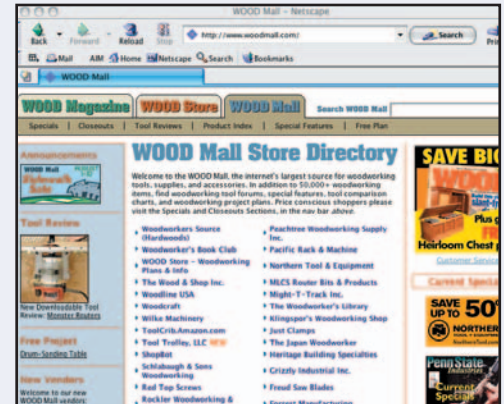 WOOD Mall - Netscape
Back
Forward
Reload
Stop
http://www.woodmall.com/
Search
Mail
AIM
Home
Netscape
Search
Bookmarks
WOOD Mall
WOOD Magazine
WOOD Store
WOOD Mall
Search WOOD Mall
Specials | Closeouts | Tool Reviews | Product Index | Special Features | Free Plan
Announcements
WOOD Mall
Tool Review
New Downloadable Tool
Review: Monster Routers
Free Project
Drum-Sanding Table
New Vendors
Welcome to our new
WOOD Mall vendors:
WOOD Mall Store Directory
Welcome to the WOOD Mall, the internet's largest source for woodworking
tools, supplies, and accessories. In addition to 50,000+ woodworking
items, find woodworking tool forums, special features, tool comparison
charts, and woodworking project plans. Price conscious shoppers please
visit the Specials and Closeouts Sections, in the nav bar above.
Woodworkers Source
(Hardwoods)
Woodworker's Book Club
WOOD Store - Woodworking
Plans & Info
The Wood & Shop Inc.
Woodline USA
Woodcraft
Wilke Machinery
ToolCrib.Amazon.com
Tool Trolley, LLC NEW
ShopBot
Schlabaugh & Sons
Woodworking
Rad Top Screws
Rockler Woodworking &
Peachtree Woodworking Supply
Inc.
Pacific Rack & Machine
Northern Tool & Equipment
MLCS Router Bits & Products
Might-T-Track Inc.
The Woodworker's Library
Klingspor's Woodworking Shop
Just Clamps
The Japan Woodworker
Heritage Building Specialties
Grizzly Industrial Inc.
Freud Saw Blades
Forrest Manufacturing
SAVE BIG
Plus
Heirloom Chest
Customer Service
Current
SAVE
UP TO 50
NORTHERN
Penn State
Industries
Current
Specials